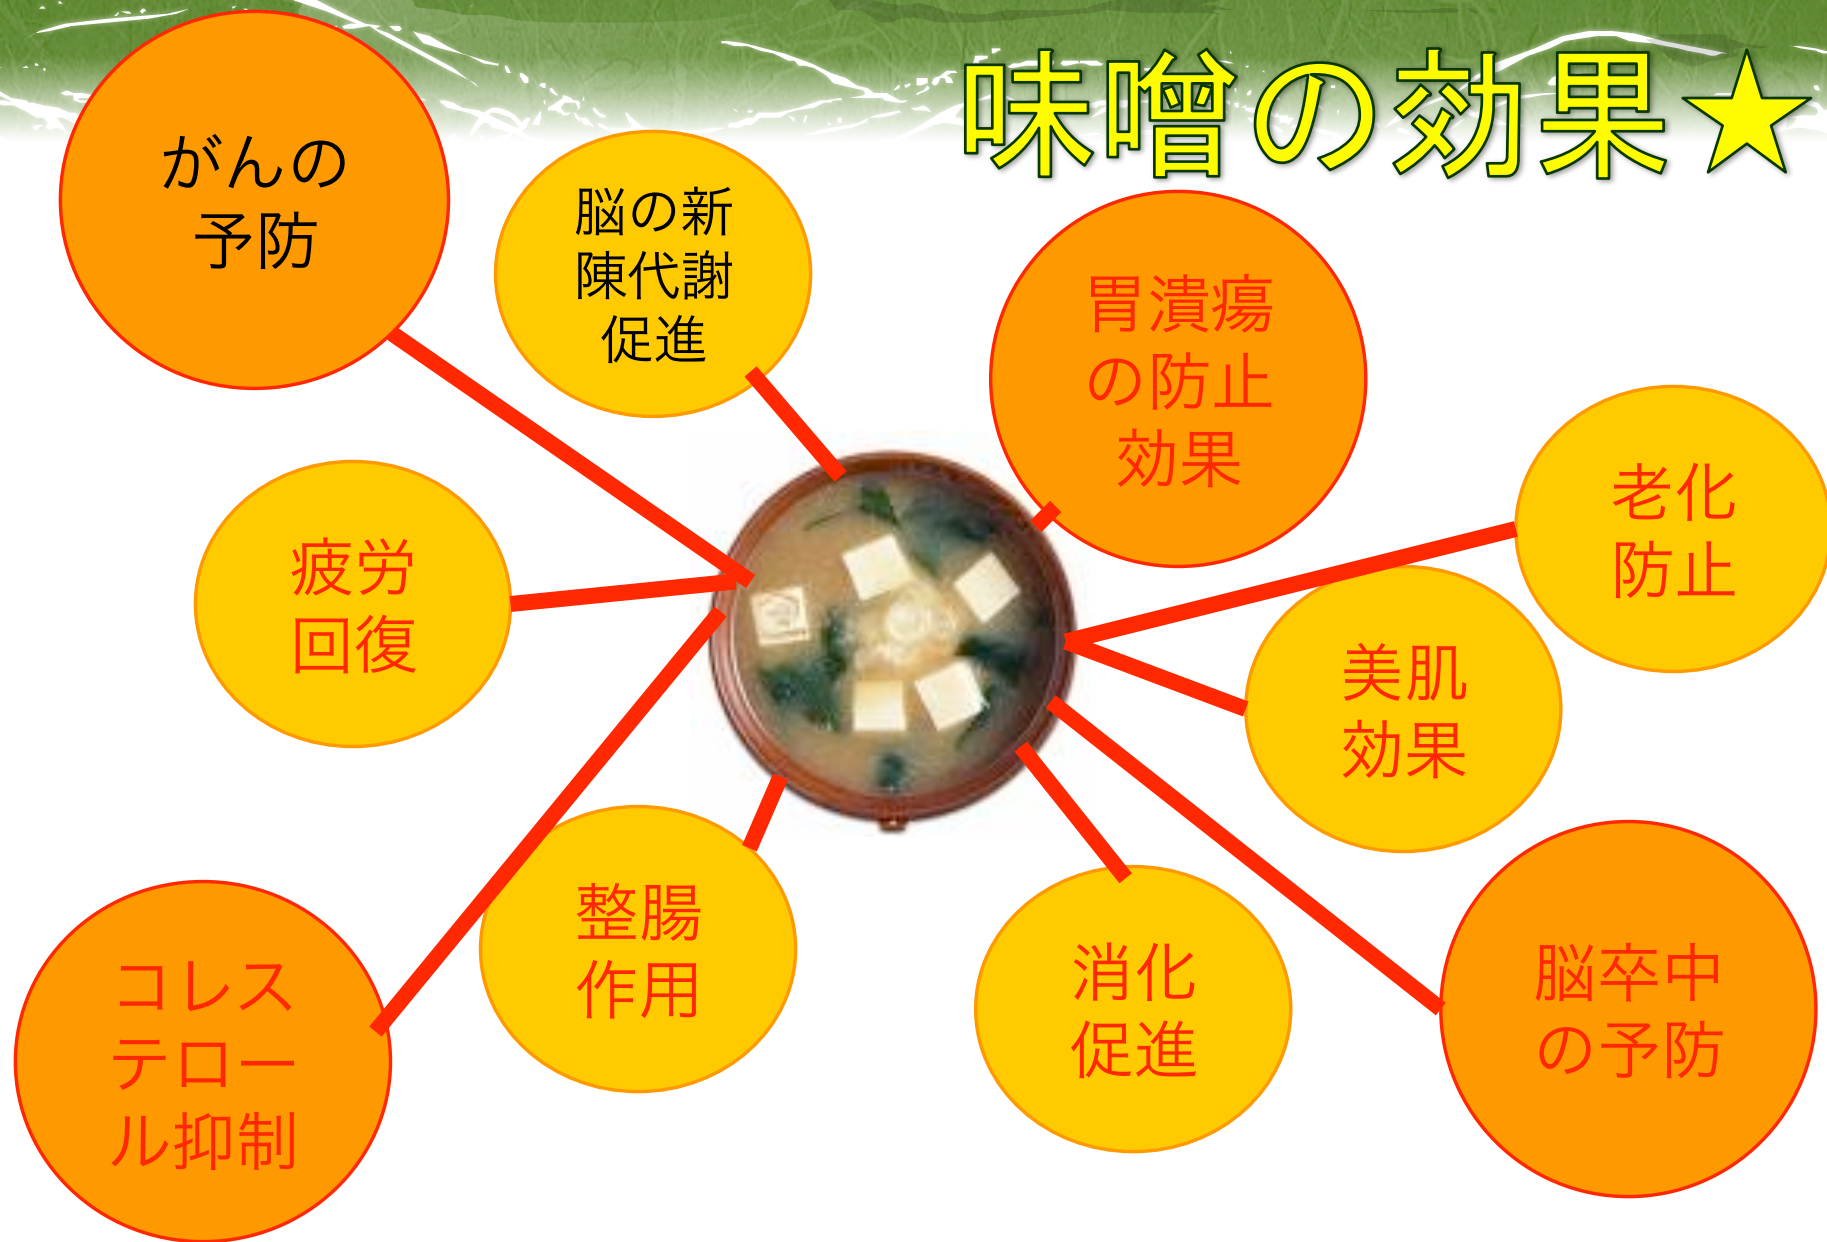 味噌の効果★
がんの
予防
脳の新
陳代謝
促進
胃潰瘍
の防止
効果
老化
防止
疲労
回復
美肌
効果
整腸
作用
消化
促進
コレス
テロー
ル抑制
脳卒中
の予防